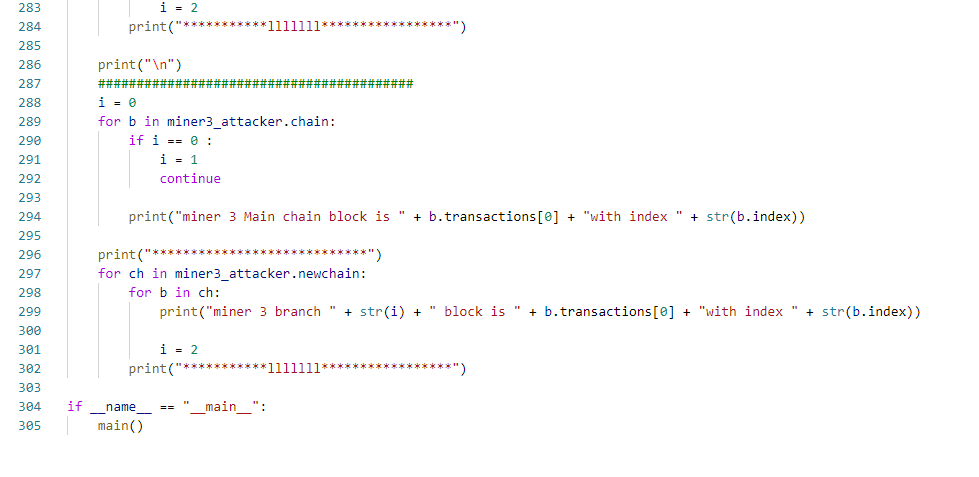 283             i = 2
284         print("***********lllllll*****************")
285
286     print("\n")
287     #########################################
288     i = 0
289     for b in miner3_attacker.chain:
290         if i == 0 :
291             i = 1
292             continue
293
294         print("miner 3 Main chain block is " + b.transactions[0] + "with index " + str(b.index))
295
296     print("****************************")
297     for ch in miner3_attacker.newchain:
298         for b in ch:
299             print("miner 3 branch " + str(i) + " block is " + b.transactions[0] + "with index " + str(b.index))
300
301             i = 2
302         print("***********lllllll*****************")
303
304 if __name__ == "__main__":
305     main()